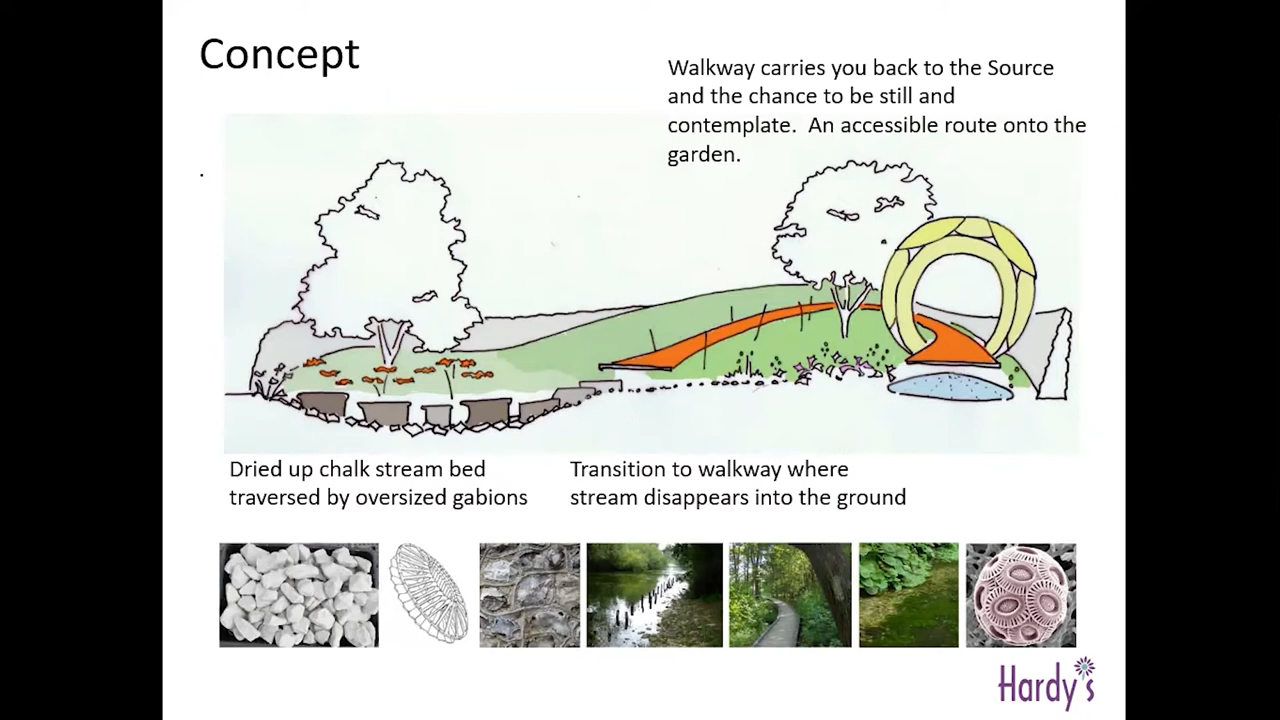 Concept
Walkway carries you back to the Source
and the chance to be still and
contemplate.  An accessible route onto the
garden.
.
Dried up chalk stream bed
traversed by oversized gabions
Transition to walkway where
stream disappears into the ground
Hardy's